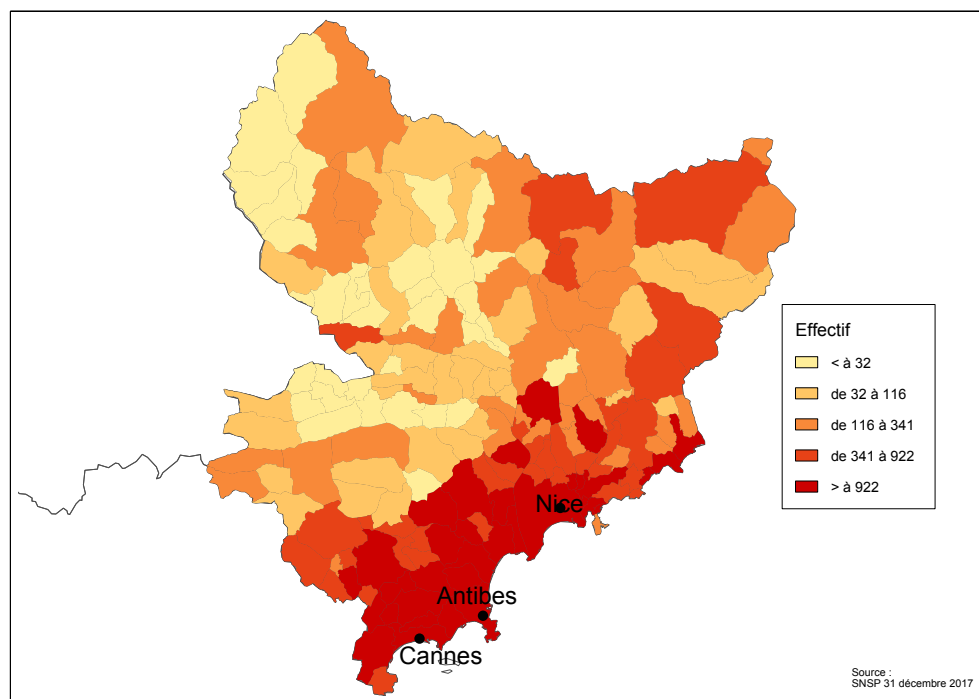 Effectif
< à 32
de 32 à 116
de 116 à 341
de 341 à 922
> à 922
Nice
Antibes
Cannes
Source :
SNSP 31 décembre 2017